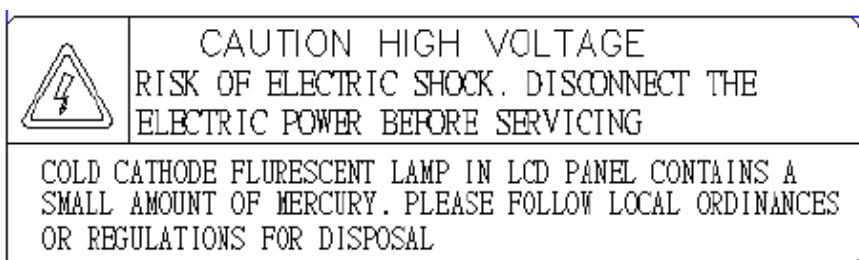 CAUTION HIGH VOLTAGE
RISK OF ELECTRIC SHOCK. DISCONNECT THE
ELECTRIC POWER BEFORE SERVICING
COLD CATHODE FLURESCENT LAMP IN LCD PANEL CONTAINS A
SMALL AMOUNT OF MERCURY. PLEASE FOLLOW LOCAL ORDINANCES
OR REGULATIONS FOR DISPOSAL